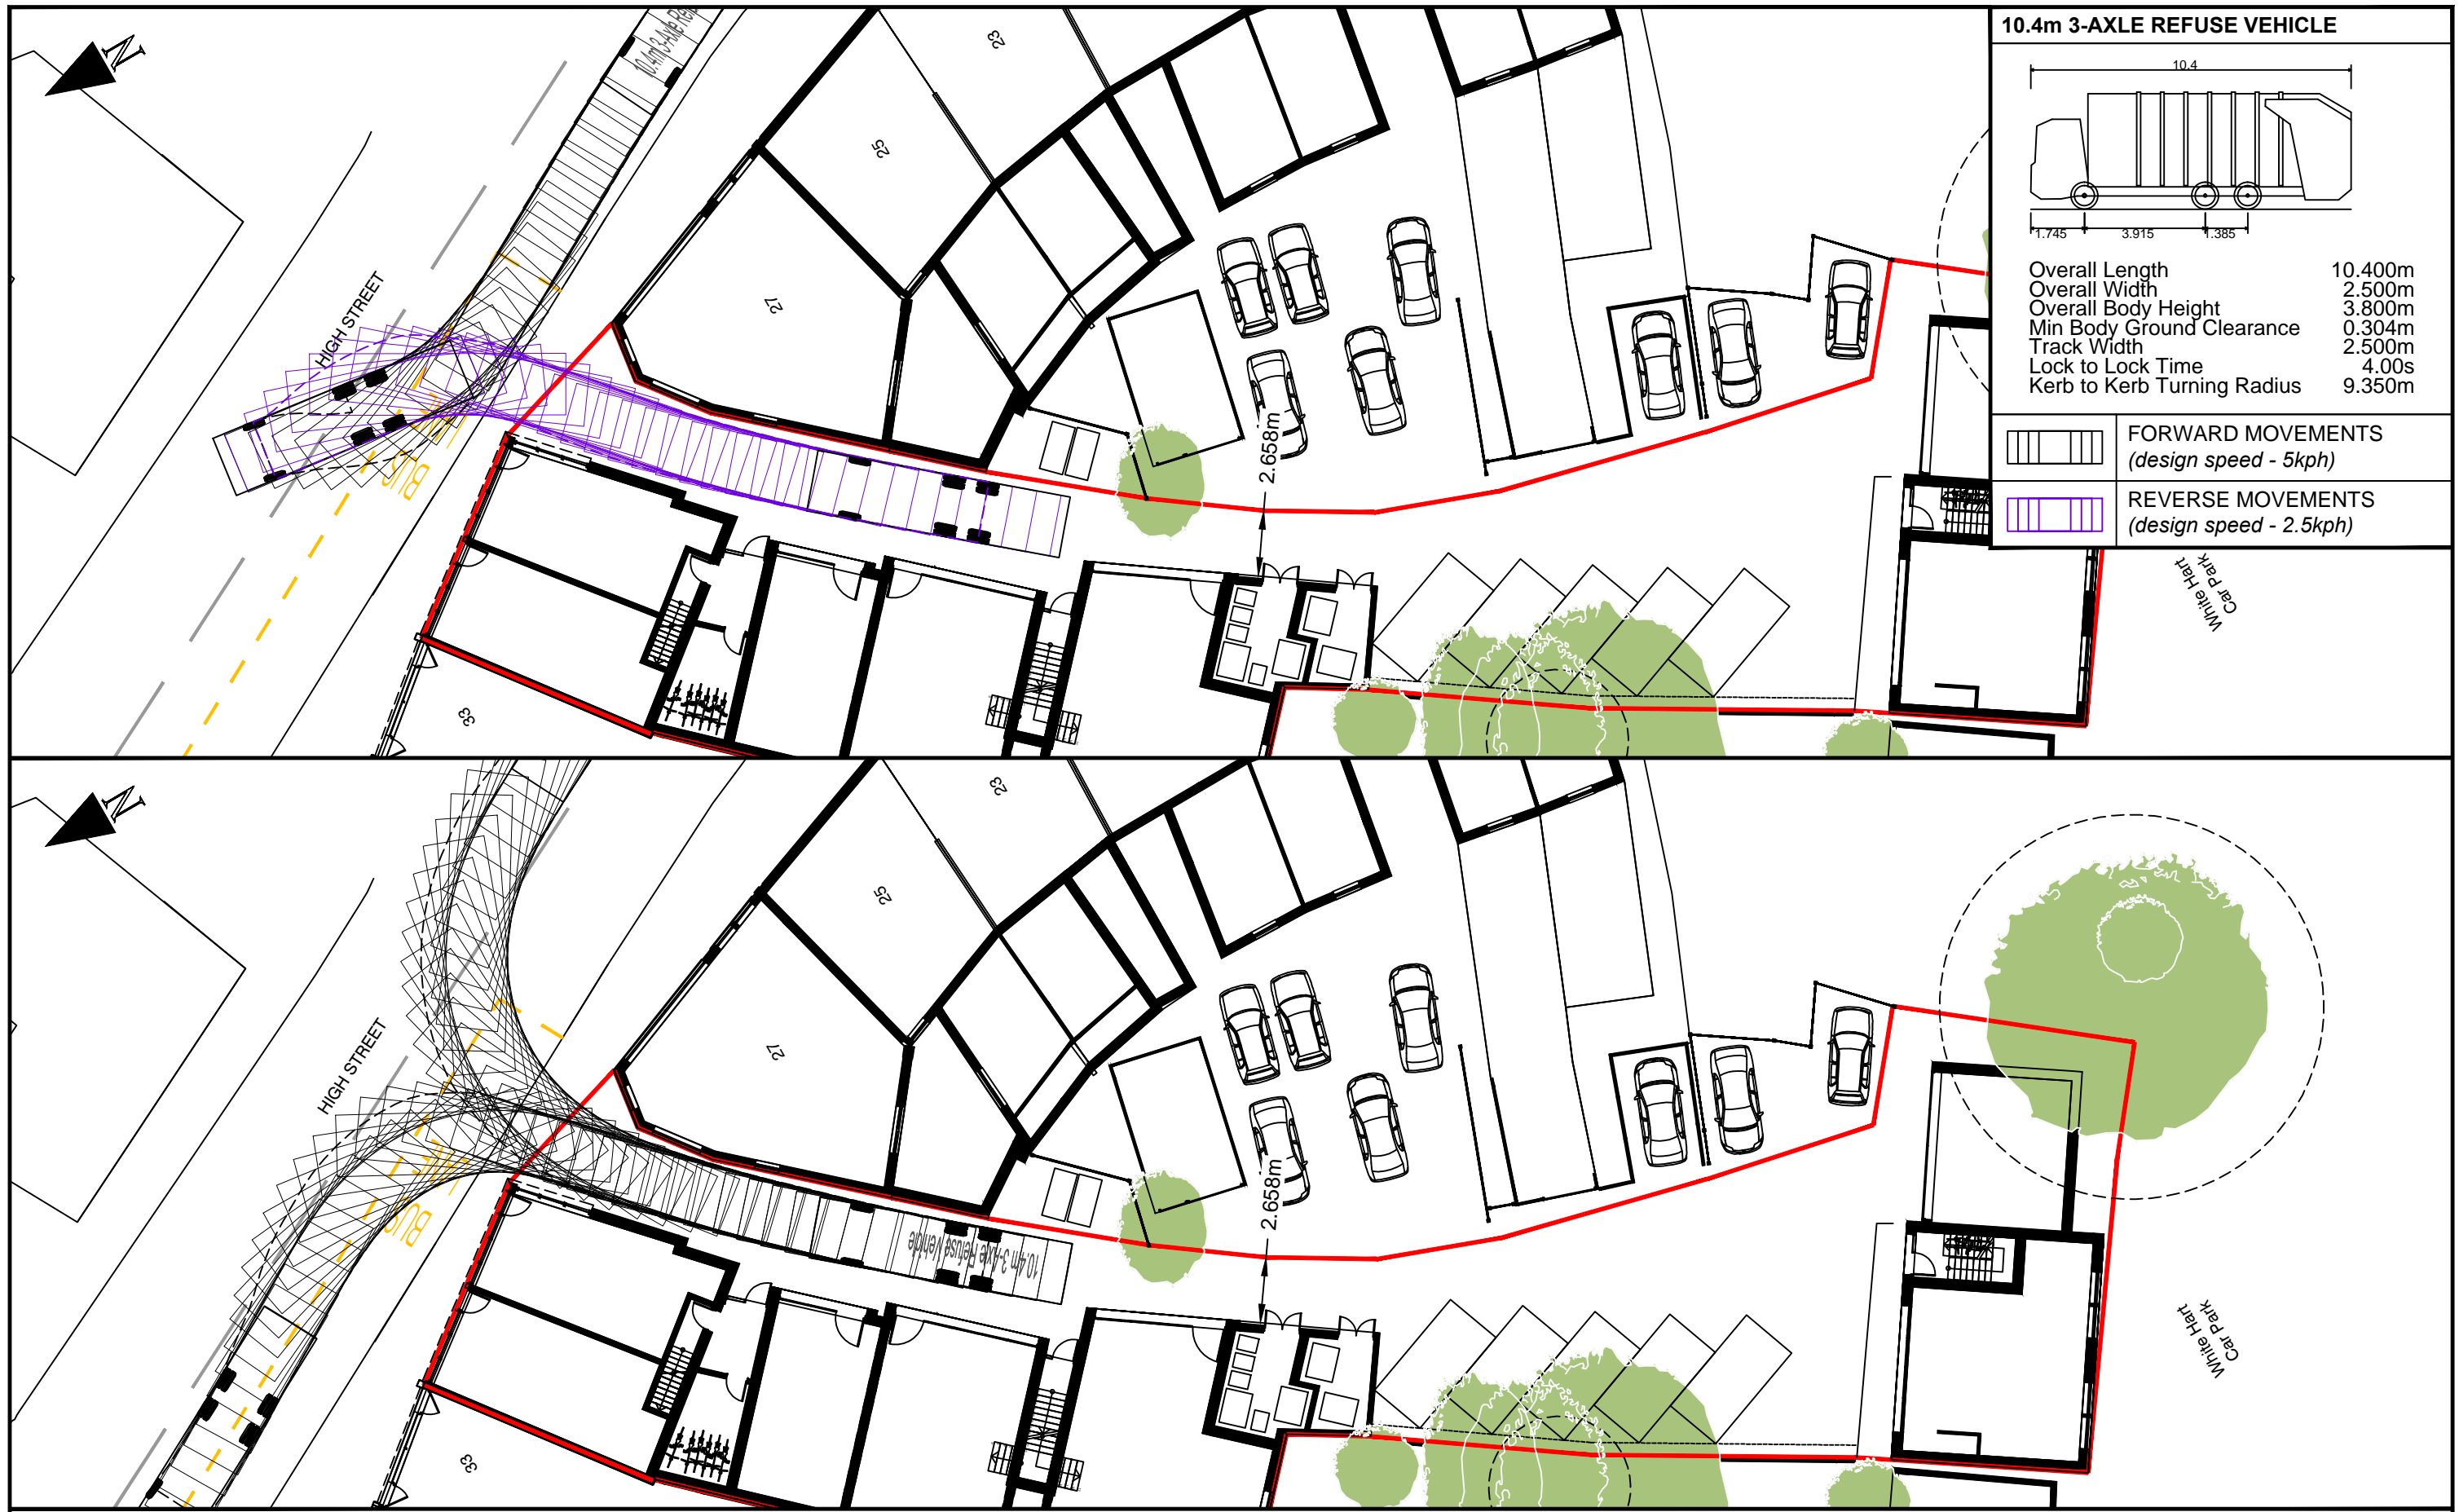 10.4m 3-AXLE REFUSE VEHICLE
10.4
1.745
3.915
1.385
Overall Length 10.400m
Overall Width 2.500m
Overall Body Height 3.800m
Min Body Ground Clearance 0.304m
Track Width 2.500m
Lock to Lock Time 4.00s
Kerb to Kerb Turning Radius 9.350m
FORWARD MOVEMENTS
(design speed - 5kph)
REVERSE MOVEMENTS
(design speed - 2.5kph)
N
10.4m 3-Axle
23
25
27
HIGH STREET
BUS
2.658m
33
White Hart
Car Park
N
23
25
27
HIGH STREET
BUS
10.4m 3-Axle Refuse Vehicle
2.658m
33
White Hart
Car Park